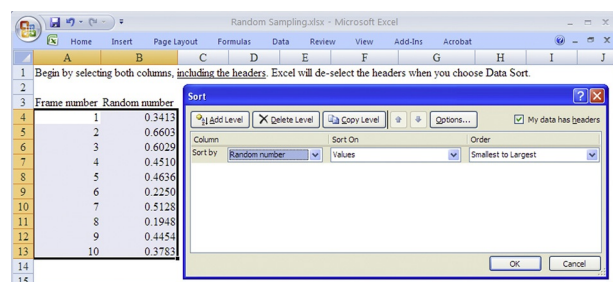 Random Sampling.xlsx - Microsoft Excel
Home Insert Page Layout Formulas Data Review View Add-Ins Acrobat
A B C D E F G H I J
1 Begin by selecting both columns, including the headers. Excel will de-select the headers when you choose Data Sort.
2
3 Frame number Random number
4 1 0.3413
5 2 0.6603
6 3 0.6029
7 4 0.4510
8 5 0.4636
9 6 0.2250
10 7 0.5128
11 8 0.1948
12 9 0.4454
13 10 0.3783
14
15
Sort
Add Level Delete Level Copy Level Options... My data has headers
Column Sort On Order
Sort by Random number Values Smallest to Largest
OK Cancel